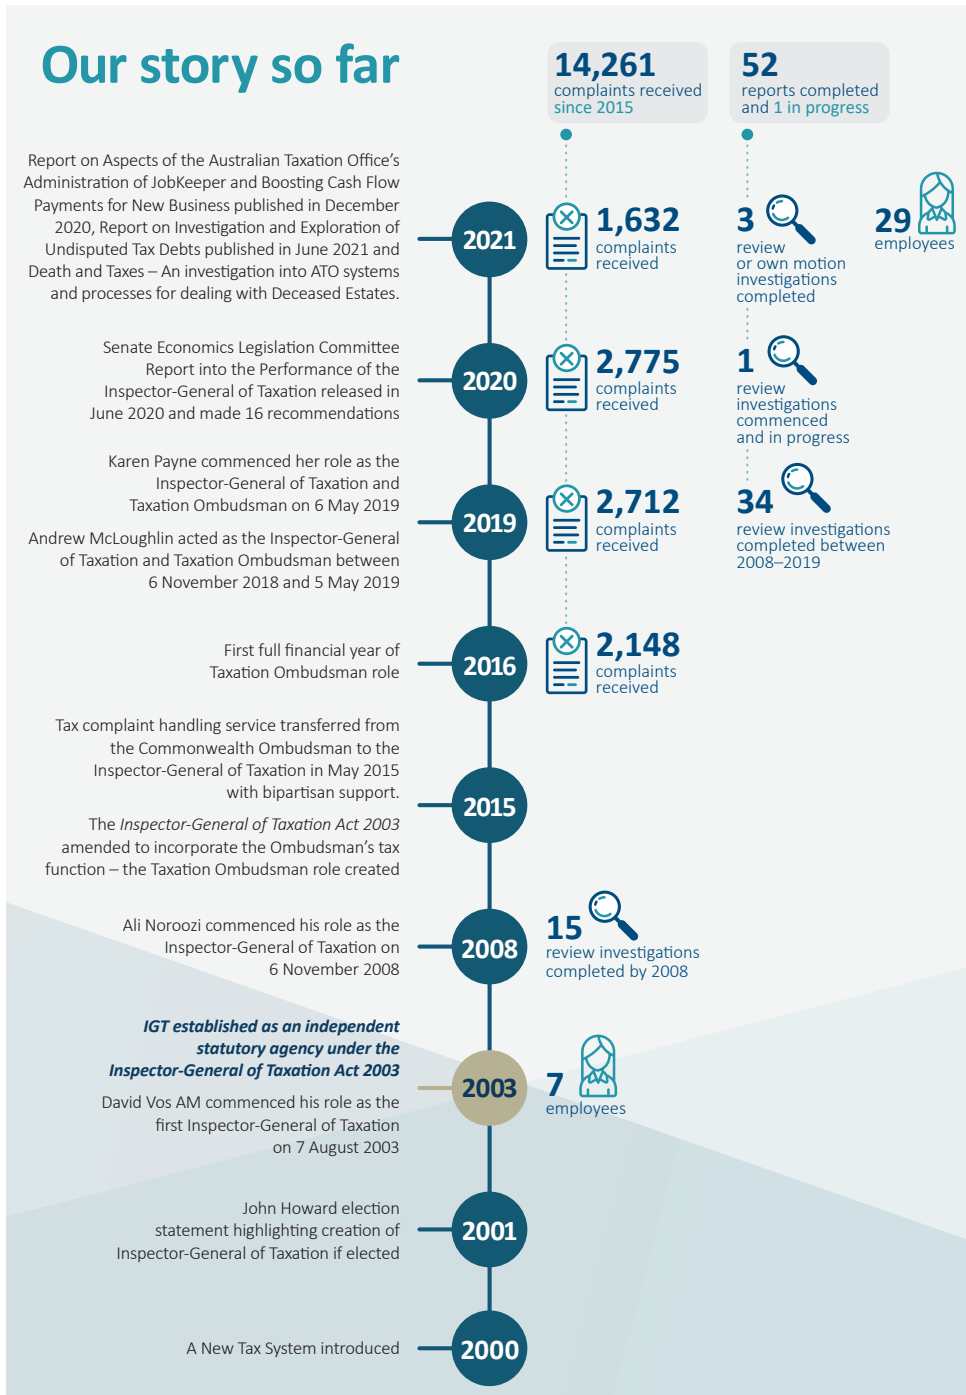 Our story so far
14,261
complaints received
since 2015
52
reports completed
and 1 in progress
Report on Aspects of the Australian Taxation Office's
Administration of JobKeeper and Boosting Cash Flow
Payments for New Business published in December
2020, Report on Investigation and Exploration of
Undisputed Tax Debts published in June 2021 and
Death and Taxes – An investigation into ATO systems
and processes for dealing with Deceased Estates.
2021
1,632
complaints
received
3
review
or own motion
investigations
completed
29
employees
Senate Economics Legislation Committee
Report into the Performance of the
Inspector-General of Taxation released in
June 2020 and made 16 recommendations
2020
2,775
complaints
received
1
review
investigations
commenced
and in progress
Karen Payne commenced her role as the
Inspector-General of Taxation and
Taxation Ombudsman on 6 May 2019
Andrew McLoughlin acted as the Inspector-General
of Taxation and Taxation Ombudsman between
6 November 2018 and 5 May 2019
2019
2,712
complaints
received
34
review investigations
completed between
2008–2019
First full financial year of
Taxation Ombudsman role
2016
2,148
complaints
received
Tax complaint handling service transferred from
the Commonwealth Ombudsman to the
Inspector-General of Taxation in May 2015
with bipartisan support.
The Inspector-General of Taxation Act 2003
amended to incorporate the Ombudsman's tax
function – the Taxation Ombudsman role created
2015
Ali Noroozi commenced his role as the
Inspector-General of Taxation on
6 November 2008
2008
15
review investigations
completed by 2008
IGT established as an independent
statutory agency under the
Inspector-General of Taxation Act 2003
David Vos AM commenced his role as the
first Inspector-General of Taxation
on 7 August 2003
2003
7
employees
John Howard election
statement highlighting creation of
Inspector-General of Taxation if elected
2001
A New Tax System introduced
2000